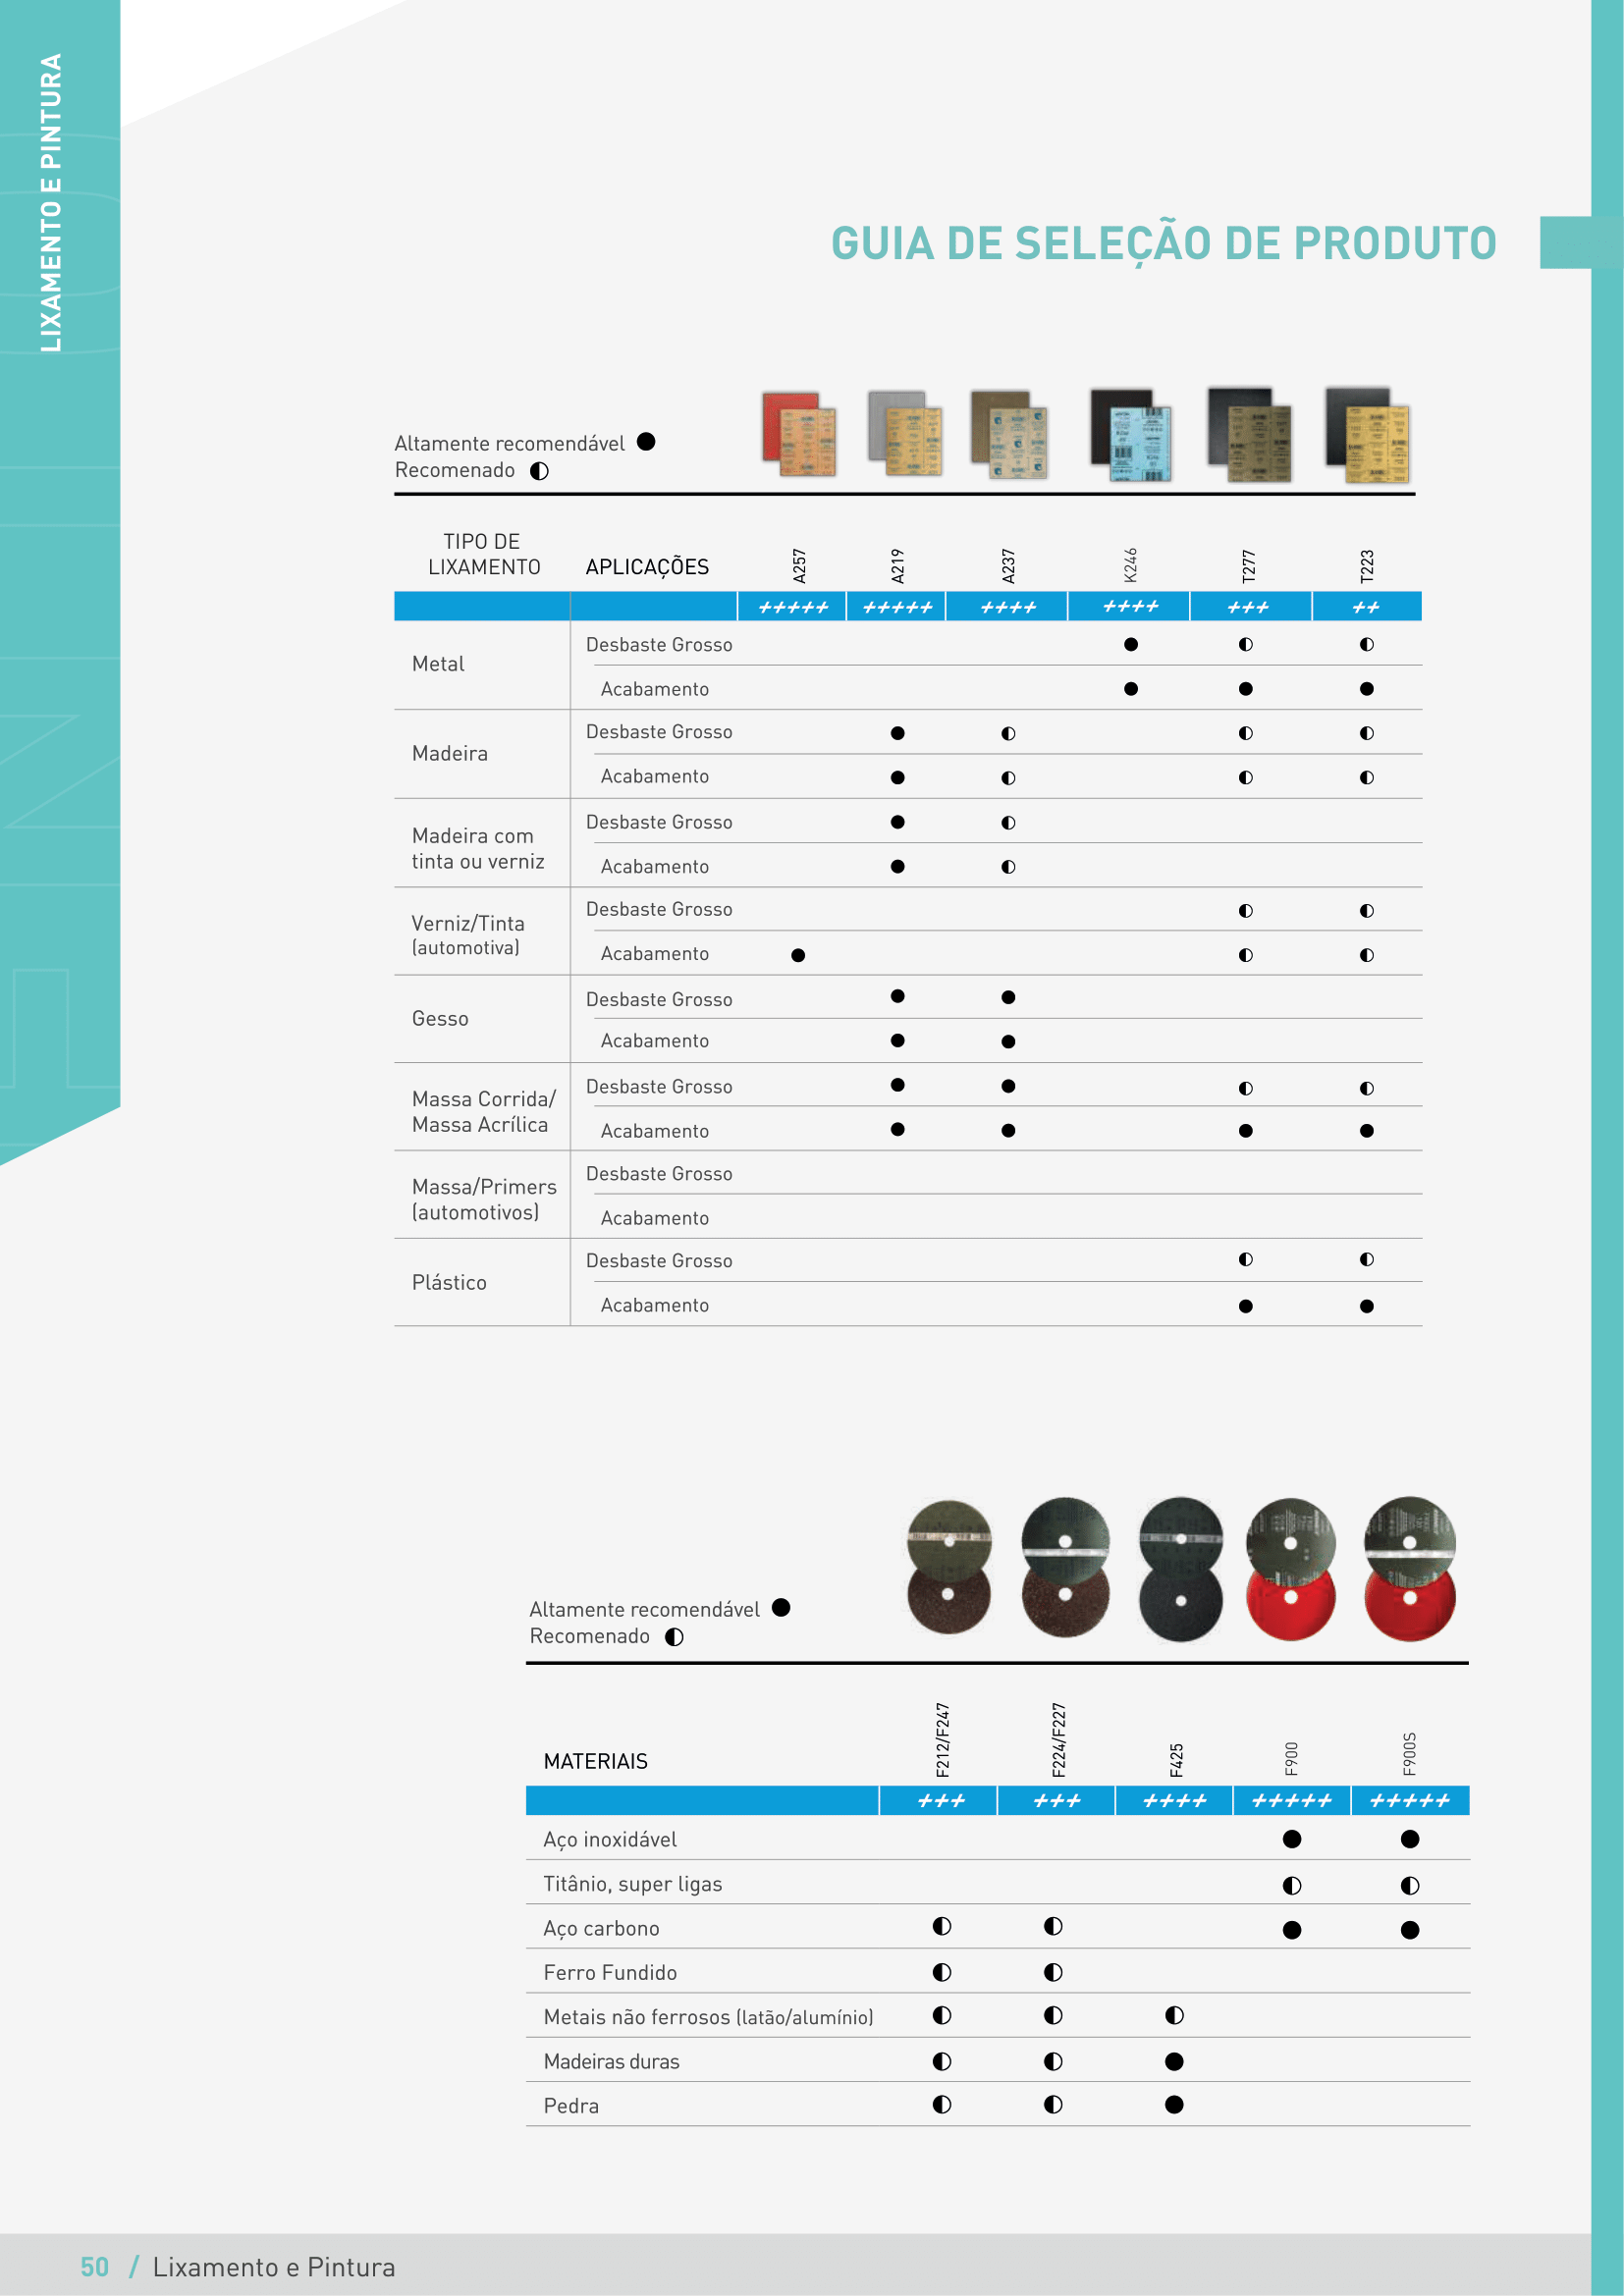 LIXAMENTO E PINTURA
GUIA DE SELEÇÃO DE PRODUTO
Altamente recomendável ●
Recomenado ◐
TIPO DE
LIXAMENTO APLICAÇÕES A257 A219 A237 K246 T277 T223
+++++ +++++ ++++ ++++ +++ ++
Metal
Desbaste Grosso ● ◐ ◐
Acabamento ● ● ●
Madeira
Desbaste Grosso ● ◐ ◐ ◐
Acabamento ● ◐ ◐ ◐
Madeira com
tinta ou verniz
Desbaste Grosso ● ◐
Acabamento ● ◐
Verniz/Tinta
(automotiva)
Desbaste Grosso ◐ ◐
Acabamento ● ◐ ◐
Gesso
Desbaste Grosso ● ●
Acabamento ● ●
Massa Corrida/
Massa Acrílica
Desbaste Grosso ● ● ◐ ◐
Acabamento ● ● ● ●
Massa/Primers
(automotivos)
Desbaste Grosso
Acabamento
Plástico
Desbaste Grosso ◐ ◐
Acabamento ● ●
Altamente recomendável ●
Recomenado ◐
MATERIAIS F212/F247 F224/F227 F425 F900 F900S
+++ +++ ++++ +++++ +++++
Aço inoxidável ● ●
Titânio, super ligas ◐ ◐
Aço carbono ◐ ◐ ● ●
Ferro Fundido ◐ ◐
Metais não ferrosos (latão/alumínio) ◐ ◐ ◐
Madeiras duras ◐ ◐ ●
Pedra ◐ ◐ ●
50 / Lixamento e Pintura